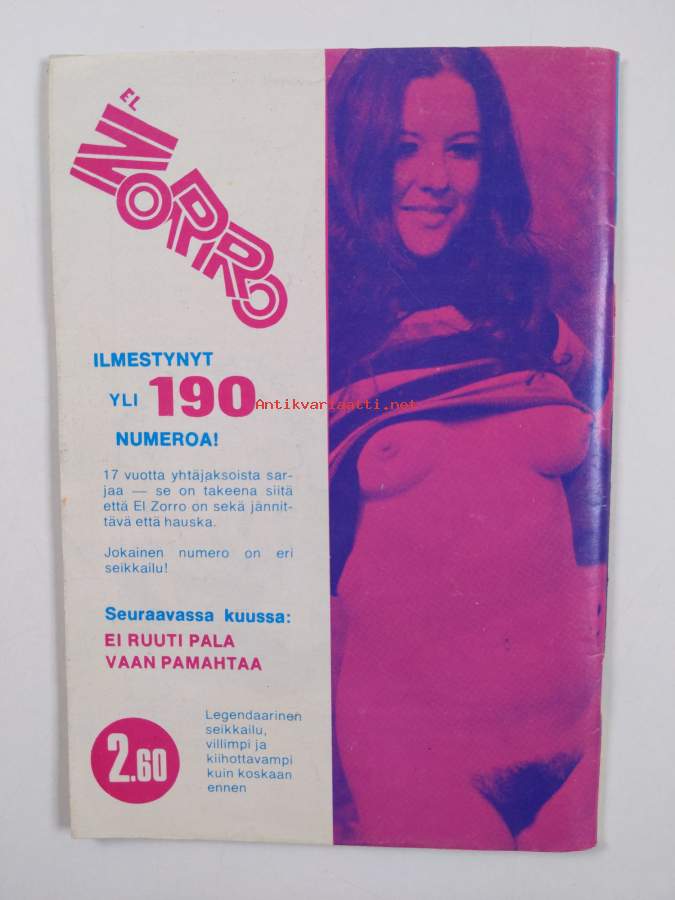 EL
ZORRO
ILMESTYNYT
YLI 190
NUMEROA!
Antikvariaatti.net
17 vuotta yhtäjaksoista sar-
jaa — se on takeena siitä
että El Zorro on sekä jännit-
tävä että hauska.
Jokainen numero on eri
seikkailu!
Seuraavassa kuussa:
EI RUUTI PALA
VAAN PAMAHTAA
2.60
Legendaarinen
seikkailu,
villimpi ja
kiihottavampi
kuin koskaan
ennen